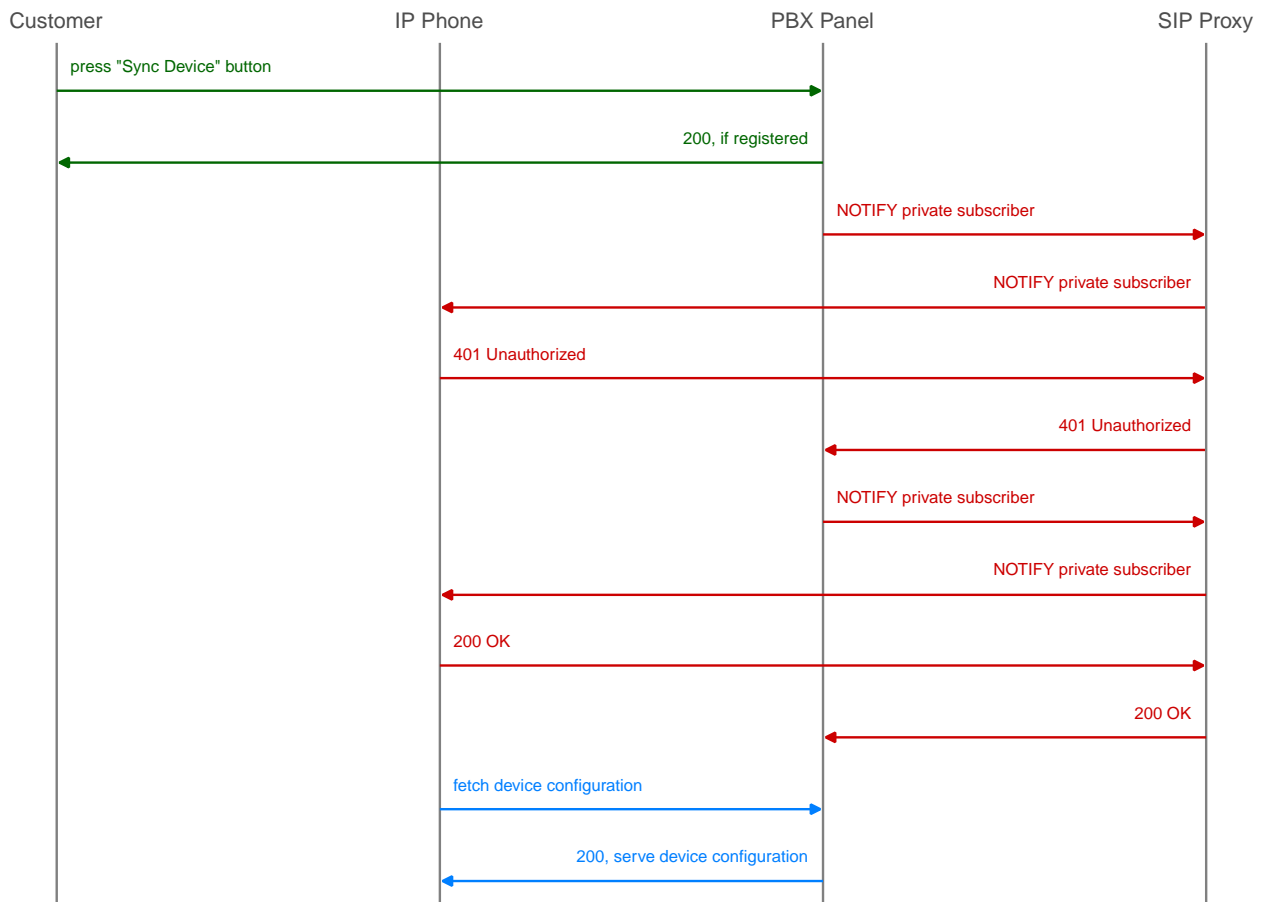 Customer
IP Phone
PBX Panel
SIP Proxy
press "Sync Device" button
200, if registered
NOTIFY private subscriber
NOTIFY private subscriber
401 Unauthorized
401 Unauthorized
NOTIFY private subscriber
NOTIFY private subscriber
200 OK
200 OK
fetch device configuration
200, serve device configuration